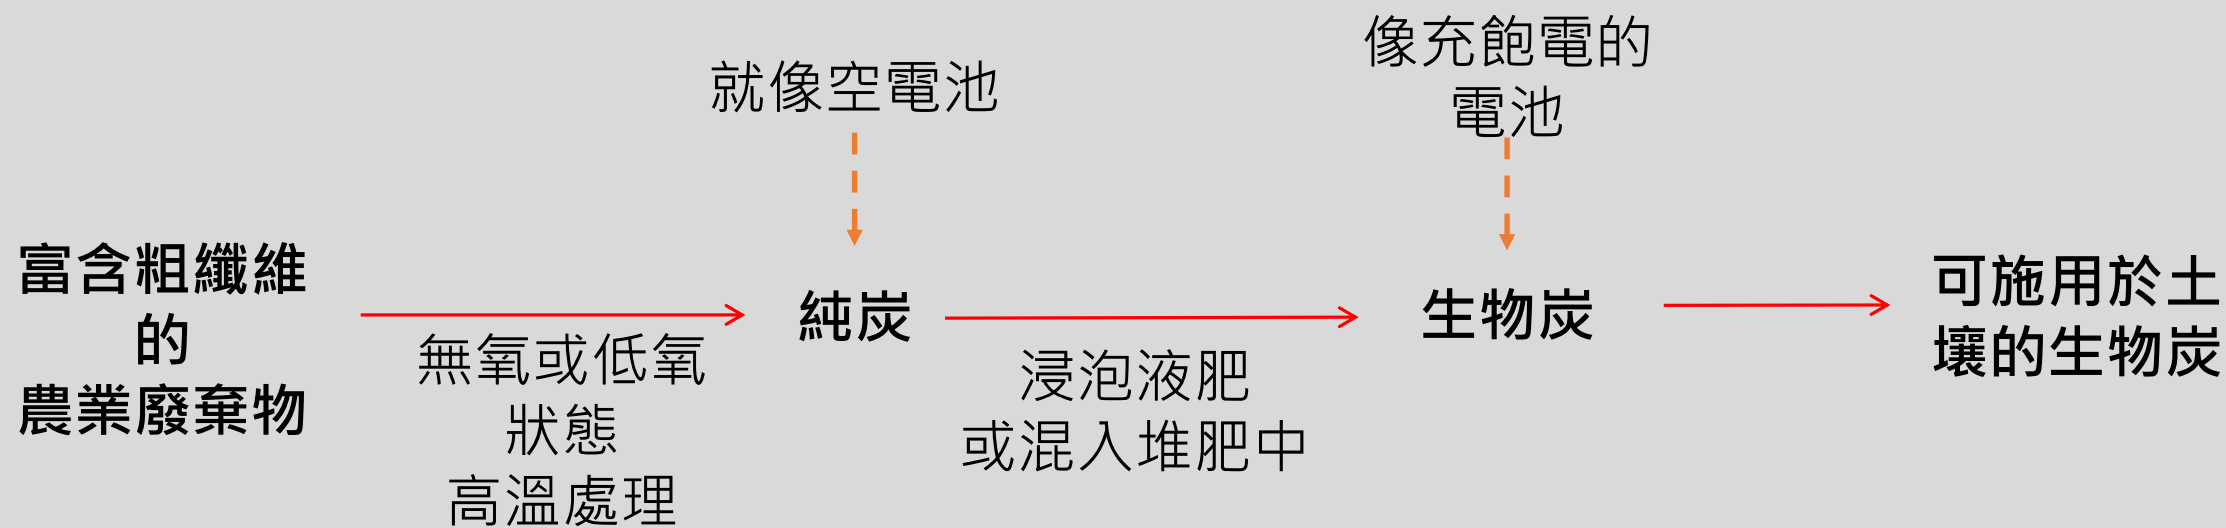 富含粗纖維
的
農業廢棄物
無氧或低氧
狀態
高溫處理
就像空電池
純炭
浸泡液肥
或混入堆肥中
像充飽電的
電池
生物炭
可施用於土
壤的生物炭